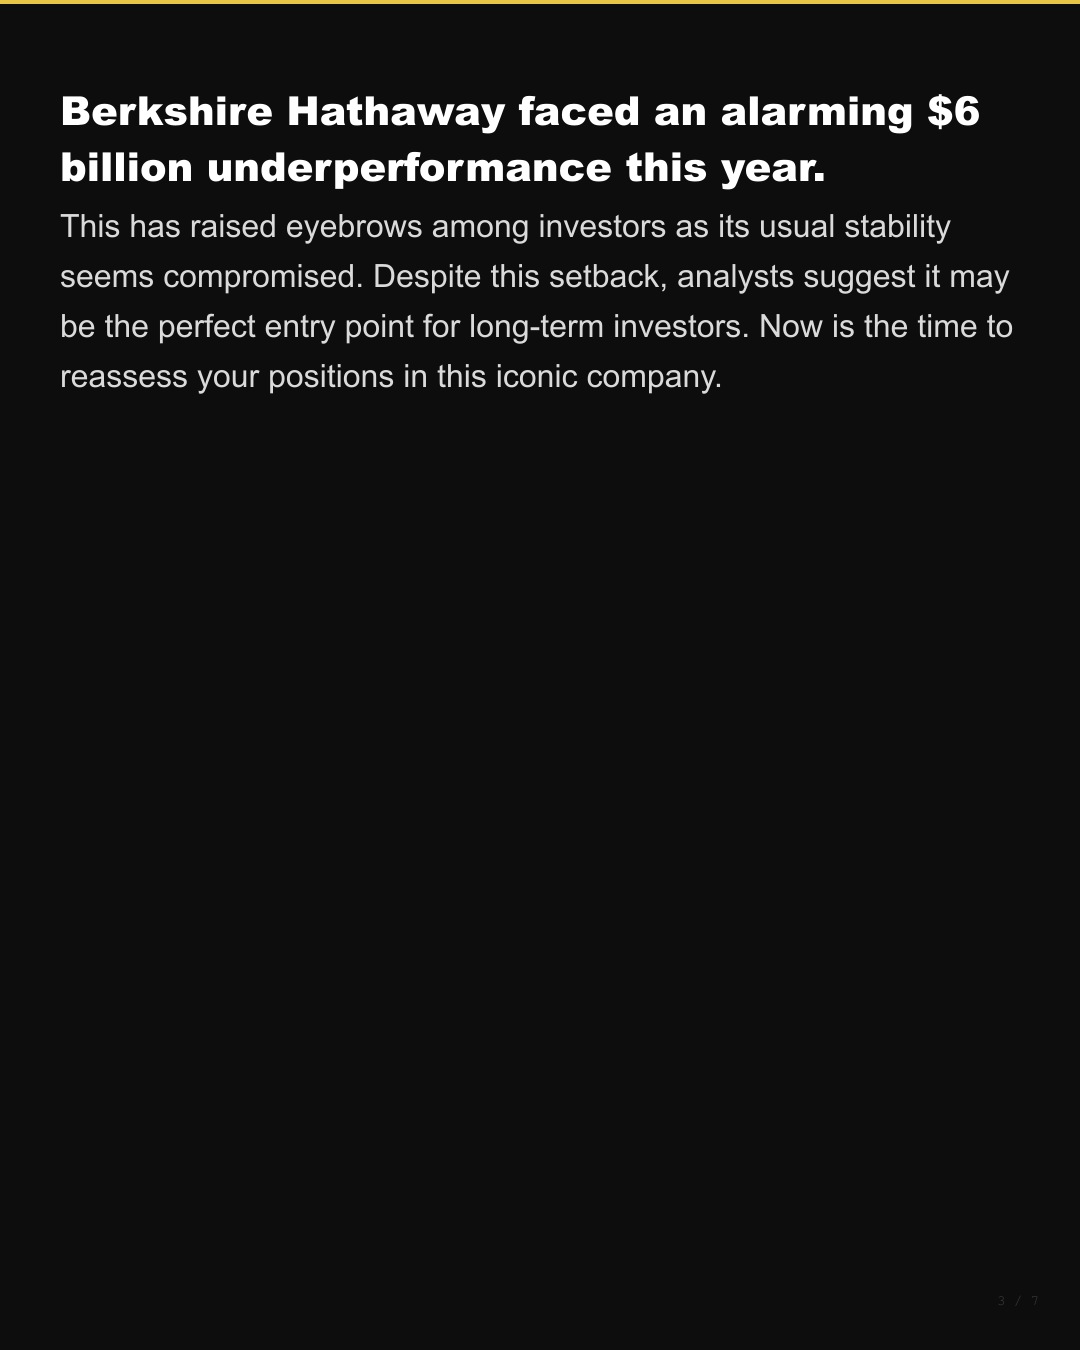 Berkshire Hathaway faced an alarming $6
billion underperformance this year.
This has raised eyebrows among investors as its usual stability
seems compromised. Despite this setback, analysts suggest it may
be the perfect entry point for long-term investors. Now is the time to
reassess your positions in this iconic company.
3 / 7